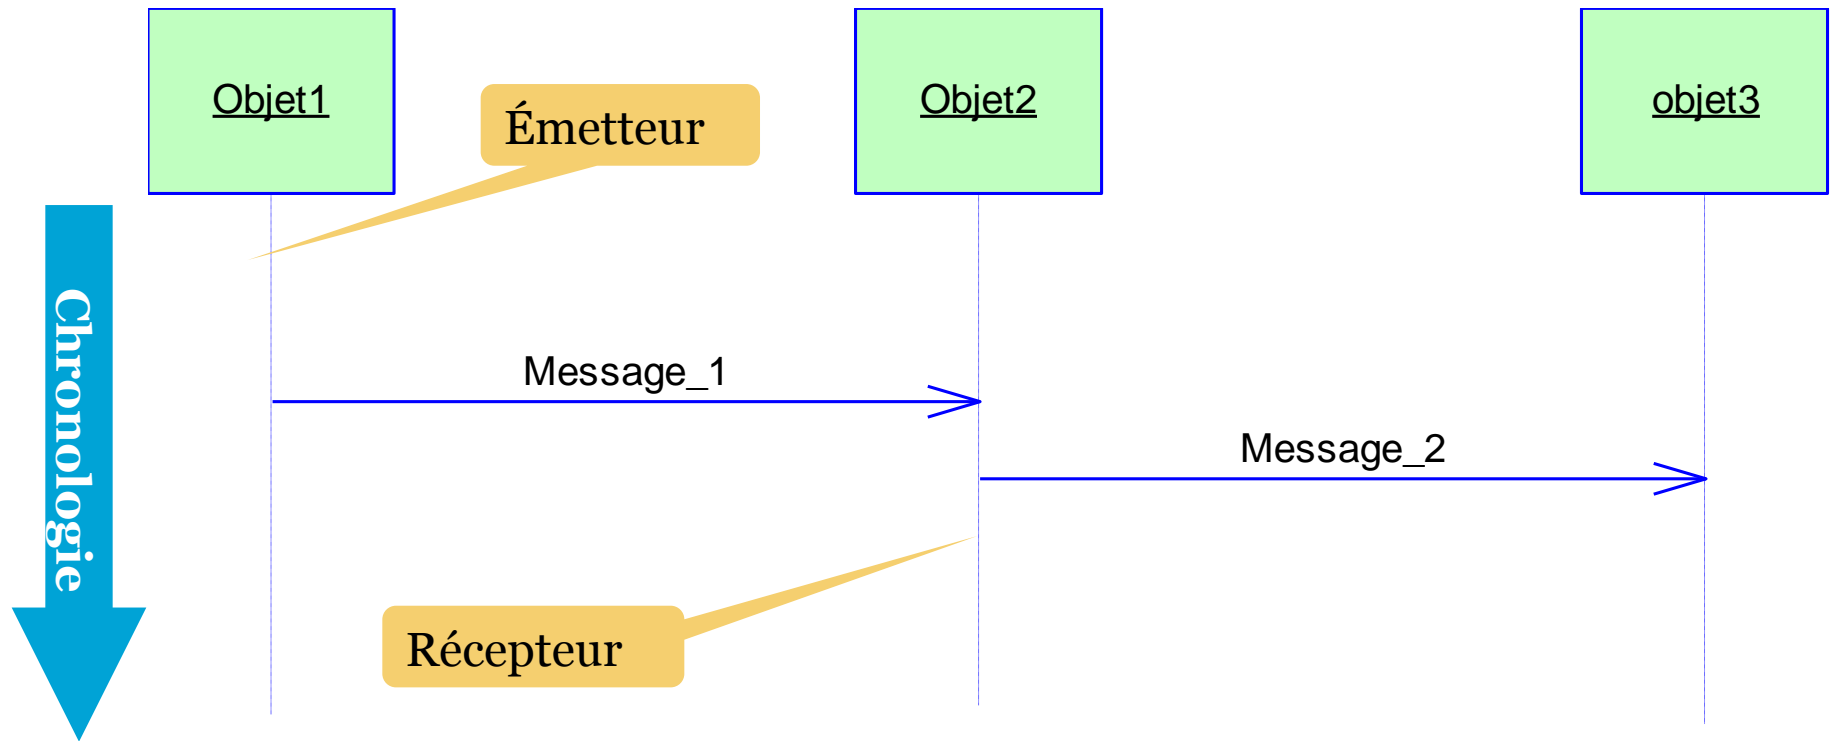 Objet1
Émetteur
Objet2
objet3
Chronologie
Message_1
Message_2
Récepteur